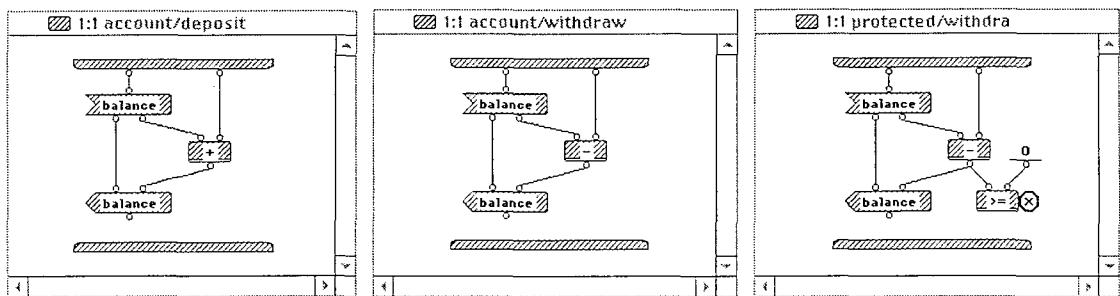 1:1 account/deposit
balance
+
balance
1:1 account/withdraw
balance
-
balance
1:1 protected/withdra
balance
-
0
balance
>=